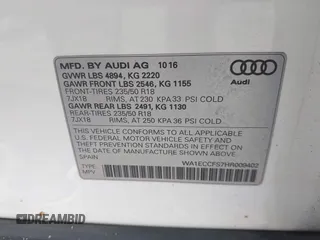 MFD. BY AUDI AG 10 16
GVWR LBS 4894, KG 2220
GAWR FRONT LBS 2546, KG 1155
FRONT-TIRES 235/50 R18
7JX18 RIMS, AT 230 KPA 33 PSI COLD
GAWR REAR LBS 2491, KG 1130
REAR-TIRES 235/50 R18
7JX18 RIMS, AT 250 KPA 36 PSI COLD
Audi
THIS VEHICLE CONFORMS TO ALL APPLICABLE
U.S. FEDERAL MOTOR VEHICLE SAFETY AND
THEFT PREVENTION STANDARDS IN EFFECT ON
THE DATE OF MANUFACTURE SHOWN ABOVE.
SPAIN
WA1ECCFS7HR009402
TYPE:
MPV
DREAMBID